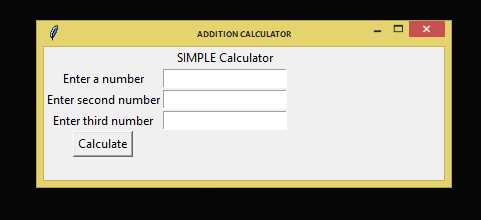 ADDITION CALCULATOR
SIMPLE Calculator
Enter a number
Enter second number
Enter third number
Calculate